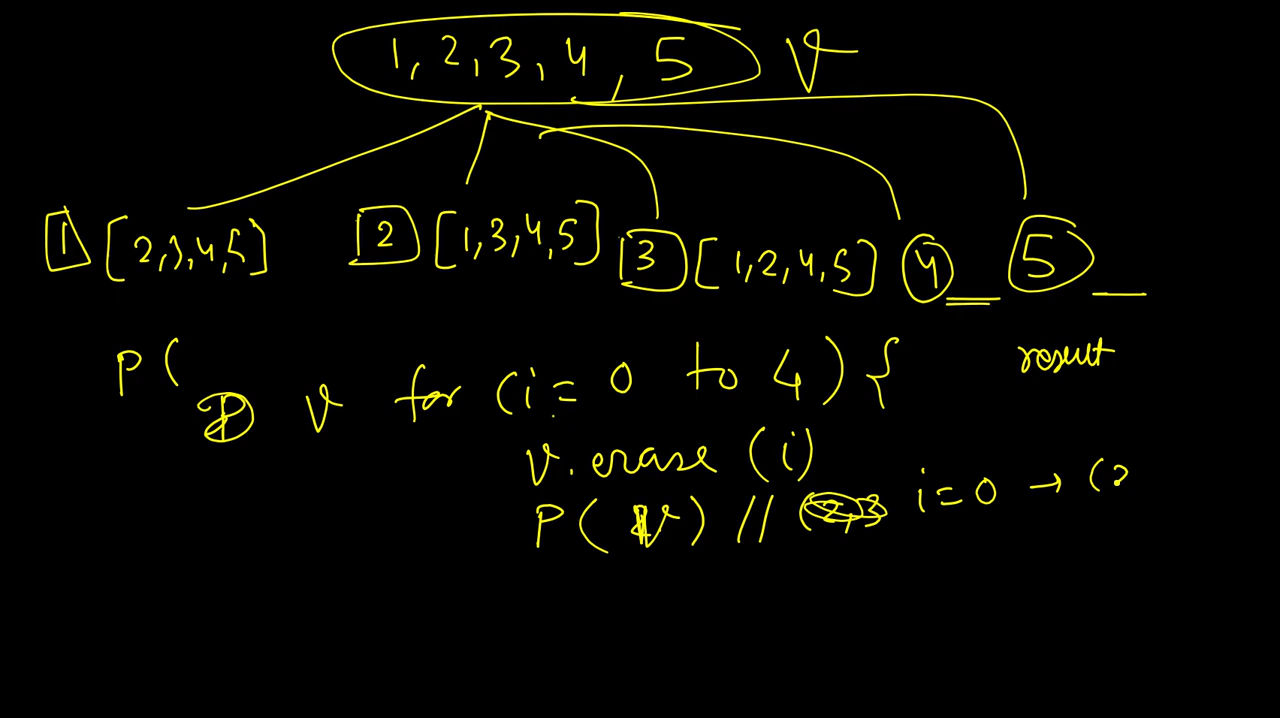 1, 2, 3, 4, 5 v
1 [2,3,4,5] 2 [1,3,4,5] 3 [1,2,4,5] 4 5
result
P( v for (i = 0 to 4) {
v. erase (i)
P( v) // i = 0 → (2